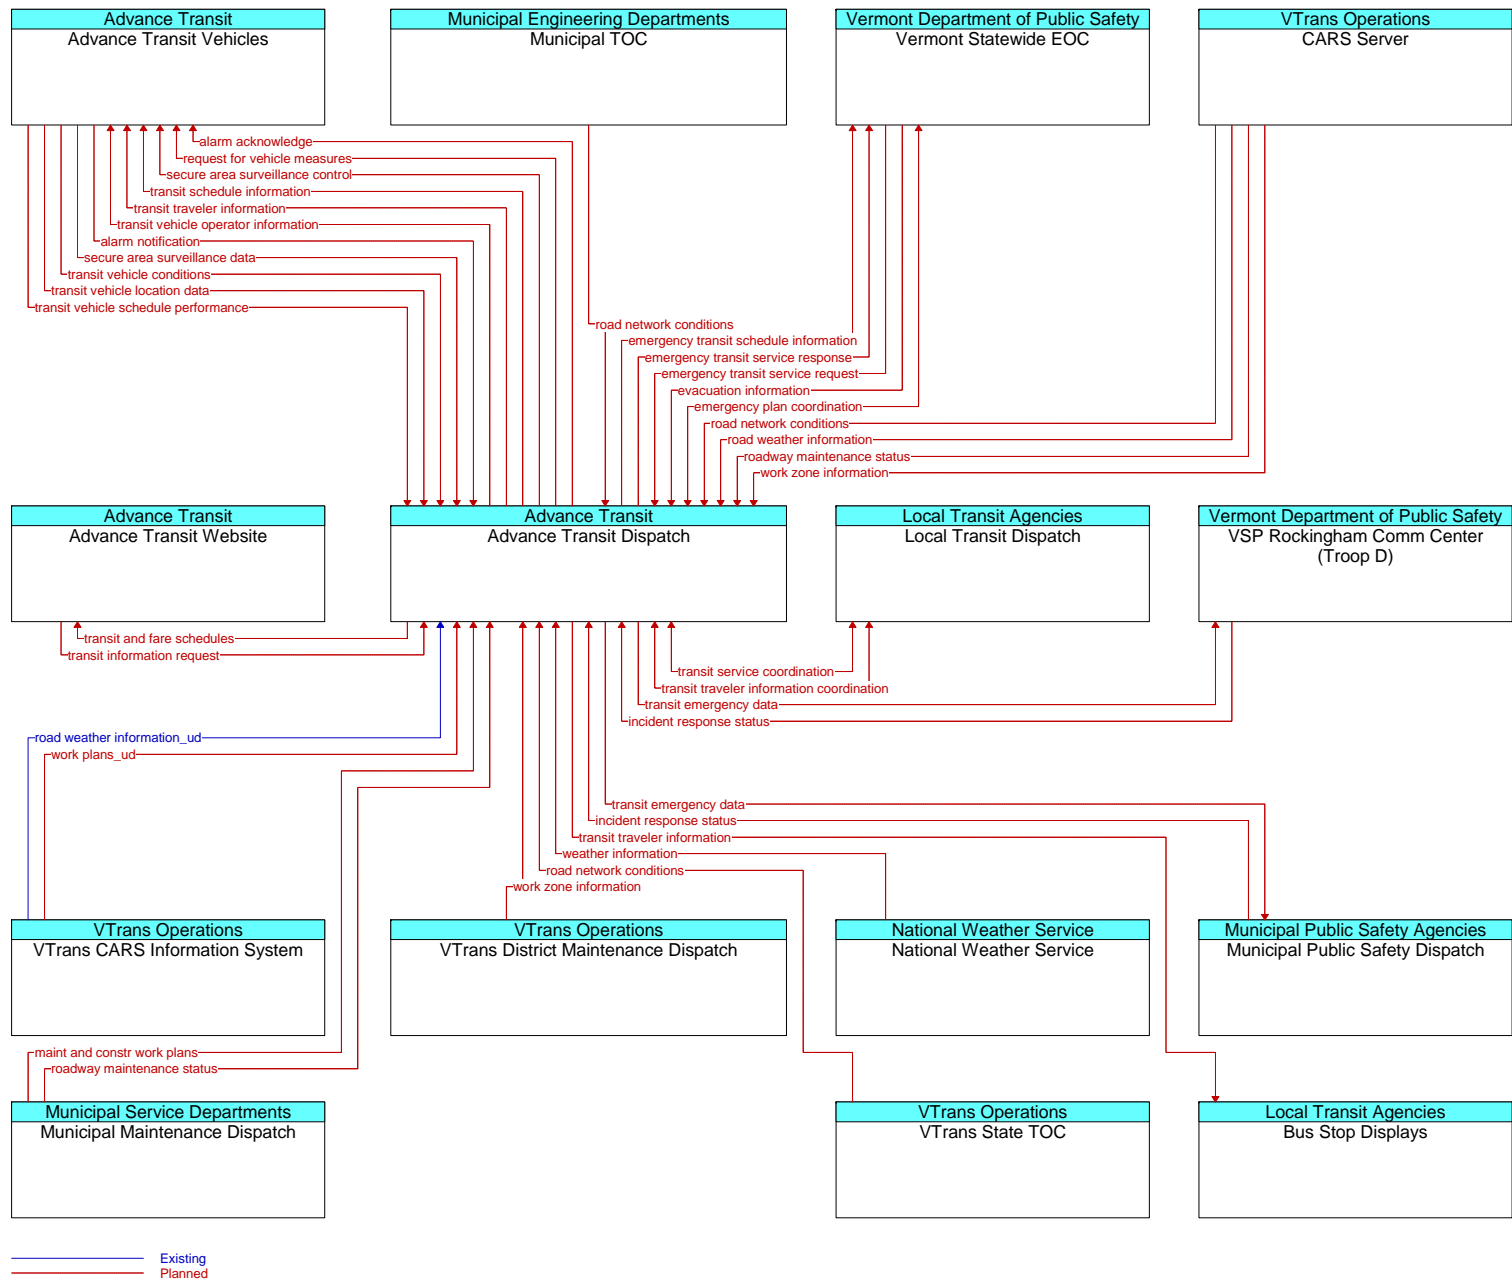 Advance Transit
Advance Transit Vehicles
Municipal Engineering Departments
Municipal TOC
Vermont Department of Public Safety
Vermont Statewide EOC
VTrans Operations
CARS Server
alarm acknowledge
request for vehicle measures
secure area surveillance control
transit schedule information
transit traveler information
transit vehicle operator information
alarm notification
secure area surveillance data
transit vehicle conditions
transit vehicle location data
transit vehicle schedule performance
road network conditions
emergency transit schedule information
emergency transit service response
emergency transit service request
evacuation information
emergency plan coordination
road network conditions
road weather information
roadway maintenance status
work zone information
Advance Transit
Advance Transit Website
Advance Transit
Advance Transit Dispatch
Local Transit Agencies
Local Transit Dispatch
Vermont Department of Public Safety
VSP Rockingham Comm Center
(Troop D)
transit and fare schedules
transit information request
transit service coordination
transit traveler information coordination
transit emergency data
incident response status
road weather information_ud
work plans_ud
transit emergency data
incident response status
transit traveler information
weather information
road network conditions
work zone information
VTrans Operations
VTrans CARS Information System
VTrans Operations
VTrans District Maintenance Dispatch
National Weather Service
National Weather Service
Municipal Public Safety Agencies
Municipal Public Safety Dispatch
maint and constr work plans
roadway maintenance status
Municipal Service Departments
Municipal Maintenance Dispatch
VTrans Operations
VTrans State TOC
Local Transit Agencies
Bus Stop Displays
Existing
Planned